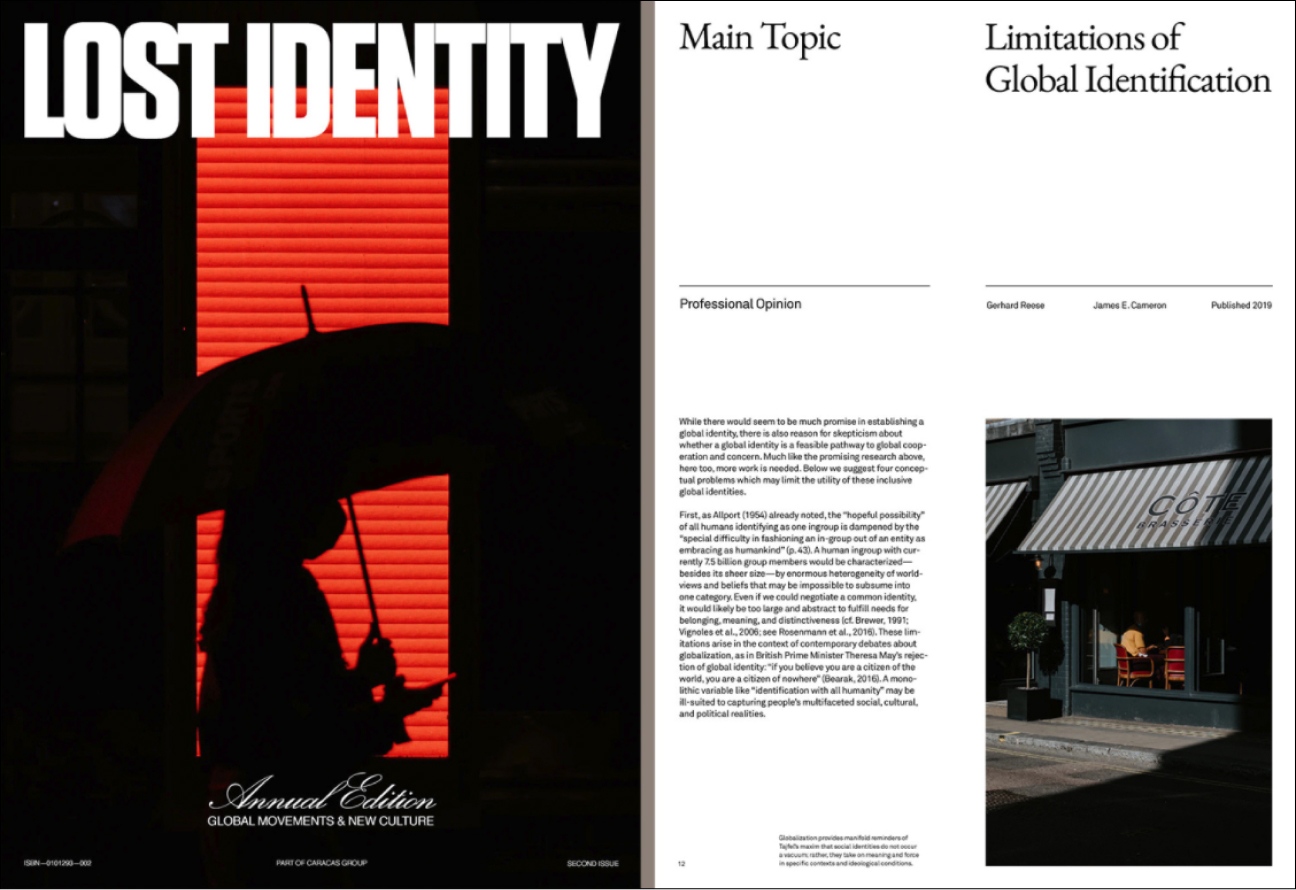 LOST IDENTITY
Annual Edition
GLOBAL MOVEMENTS & NEW CULTURE
ISBN—0101293—002
PART OF CARACAS GROUP
SECOND ISSUE
Main Topic
Limitations of
Global Identification
Professional Opinion
Gerhard Reese
James E. Cameron
Published 2019
While there would seem to be much promise in establishing a
global identity, there is also reason for skepticism about
whether a global identity is a feasible pathway to global coop-
eration and concern. Much like the promising research above,
here too, more work is needed. Below we suggest four concep-
tual problems which may limit the utility of these inclusive
global identities.
First, as Allport (1954) already noted, the “hopeful possibility”
of all humans identifying as one ingroup is dampened by the
“special difficulty in fashioning an in-group out of an entity as
embracing as humankind” (p. 43). A human ingroup with cur-
rently 7.5 billion group members would be characterized—
besides its sheer size—by enormous heterogeneity of world-
views and beliefs that may be impossible to subsume into
one category. Even if we could negotiate a common identity,
it would likely be too large and abstract to fulfill needs for
belonging, meaning, and distinctiveness (cf. Brewer, 1991;
Vignoles et al., 2006; see Rosenmann et al., 2016). These lim-
itations arise in the context of contemporary debates about
globalization, as in British Prime Minister Theresa May's rejec-
tion of global identity: “if you believe you are a citizen of the
world, you are a citizen of nowhere” (Bearak, 2016). A mono-
lithic variable like “identification with all humanity” may be
ill-suited to capturing people's multifaceted social, cultural,
and political realities.
CÔTE
BRASSERIE
Globalization provides manifold reminders of
Tajfel's maxim that social identities do not occur
a vacuum; rather, they take on meaning and force
in specific contexts and ideological conditions.
12